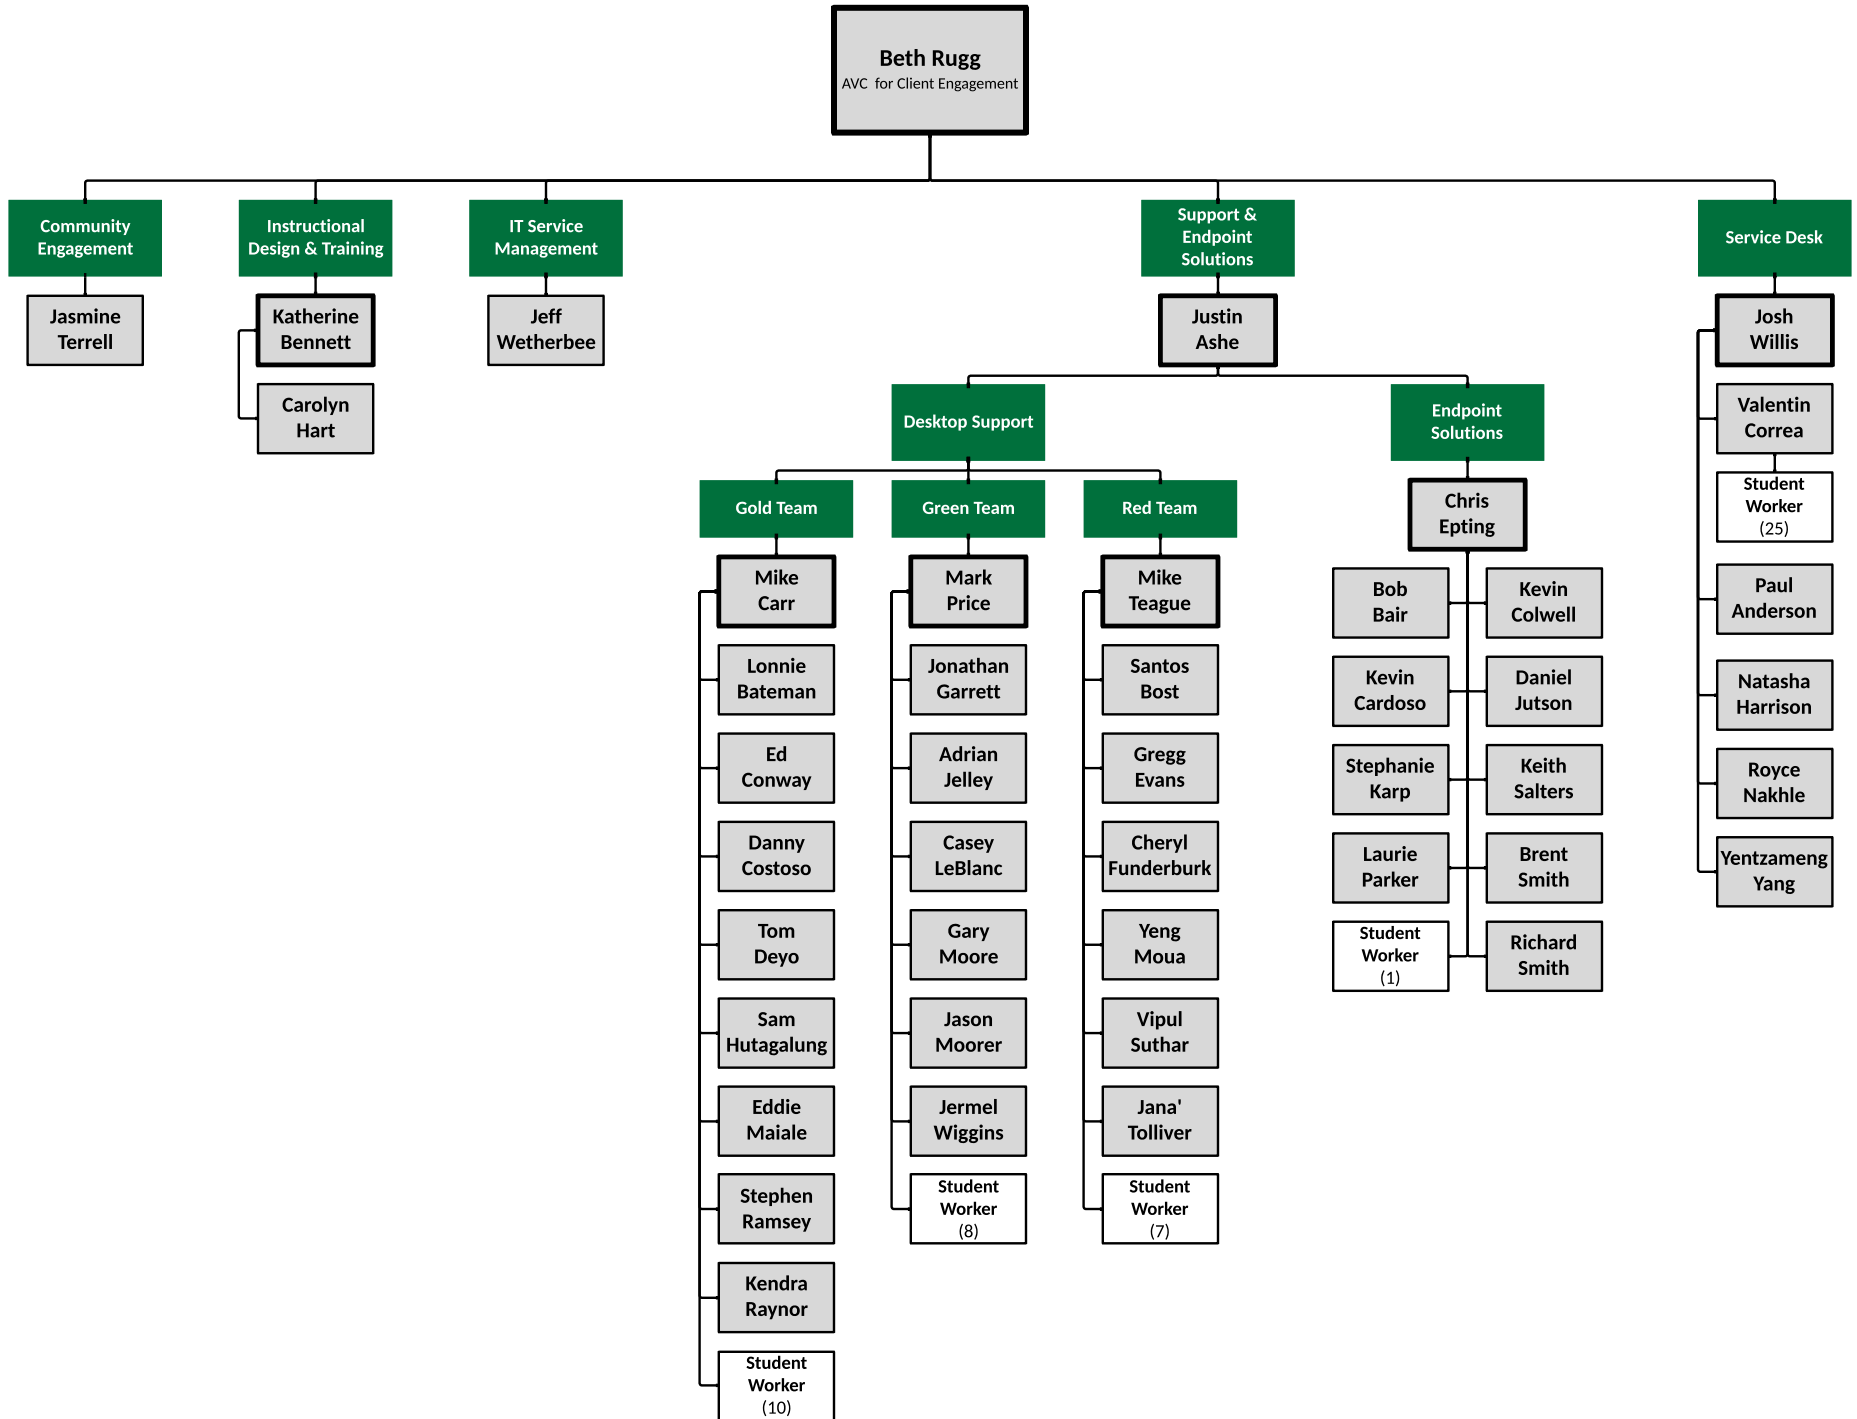 Beth Rugg
AVC for Client Engagement
Community
Engagement
Jasmine
Terrell
Instructional
Design & Training
Katherine
Bennett
Carolyn
Hart
IT Service
Management
Jeff
Wetherbee
Support &
Endpoint
Solutions
Justin
Ashe
Desktop Support
Gold Team
Mike
Carr
Lonnie
Bateman
Ed
Conway
Danny
Costoso
Tom
Deyo
Sam
Hutagalung
Eddie
Maiale
Stephen
Ramsey
Kendra
Raynor
Student
Worker
(10)
Green Team
Mark
Price
Jonathan
Garrett
Adrian
Jelley
Casey
LeBlanc
Gary
Moore
Jason
Moorer
Jermel
Wiggins
Student
Worker
(8)
Red Team
Mike
Teague
Santos
Bost
Gregg
Evans
Cheryl
Funderburk
Yeng
Moua
Vipul
Suthar
Jana'
Tolliver
Student
Worker
(7)
Endpoint
Solutions
Chris
Epting
Bob
Bair
Kevin
Colwell
Kevin
Cardoso
Daniel
Jutson
Stephanie
Karp
Keith
Salters
Laurie
Parker
Brent
Smith
Student
Worker
(1)
Richard
Smith
Service Desk
Josh
Willis
Valentin
Correa
Student
Worker
(25)
Paul
Anderson
Natasha
Harrison
Royce
Nakhle
Yentzameng
Yang